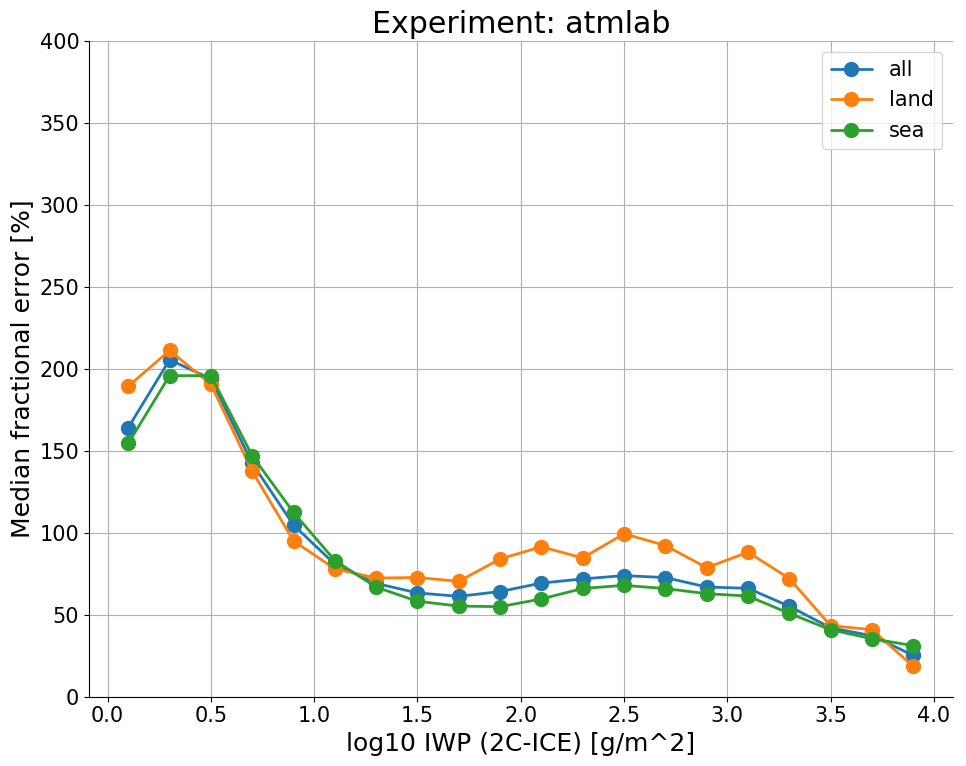 Experiment: atmlab
400
350
300
250
200
150
100
50
0
Median fractional error [%]
all
land
sea
0.0 0.5 1.0 1.5 2.0 2.5 3.0 3.5 4.0
log10 IWP (2C-ICE) [g/m^2]